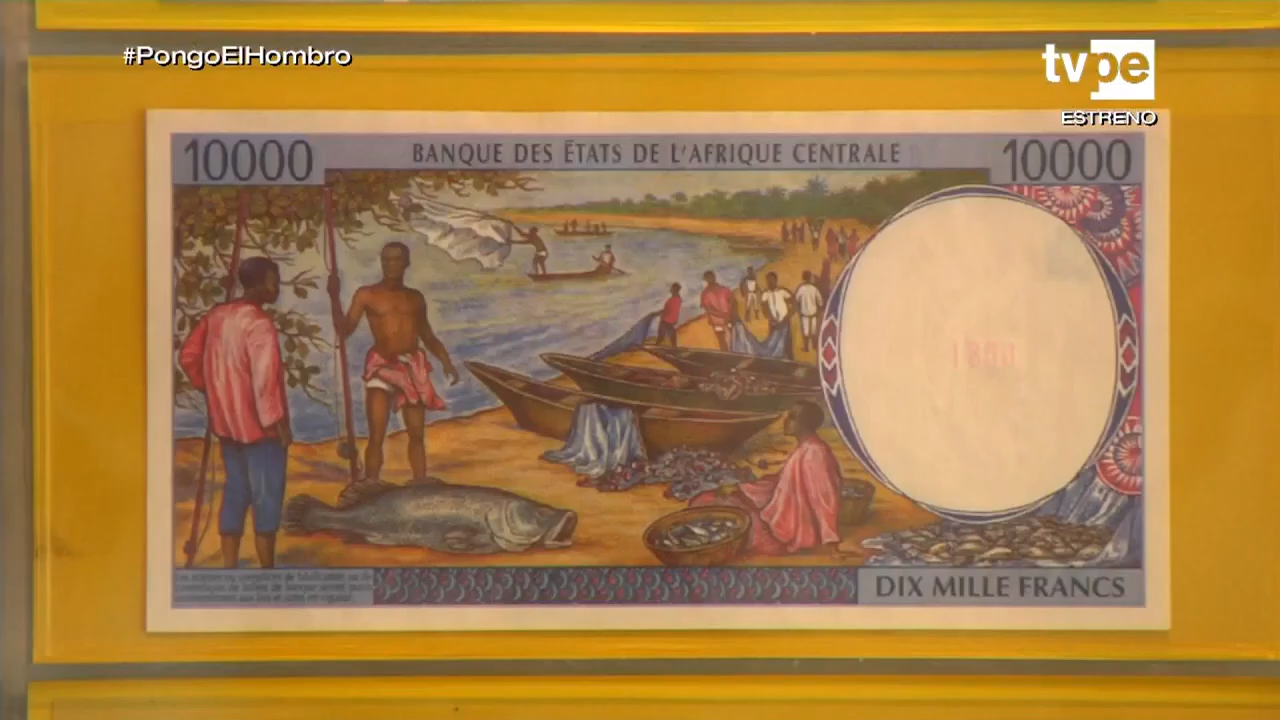 #PongoElHombro
tvpe
ESTRENO
10000
BANQUE DES ÉTATS DE L'AFRIQUE CENTRALE
10000
DIX MILLE FRANCS